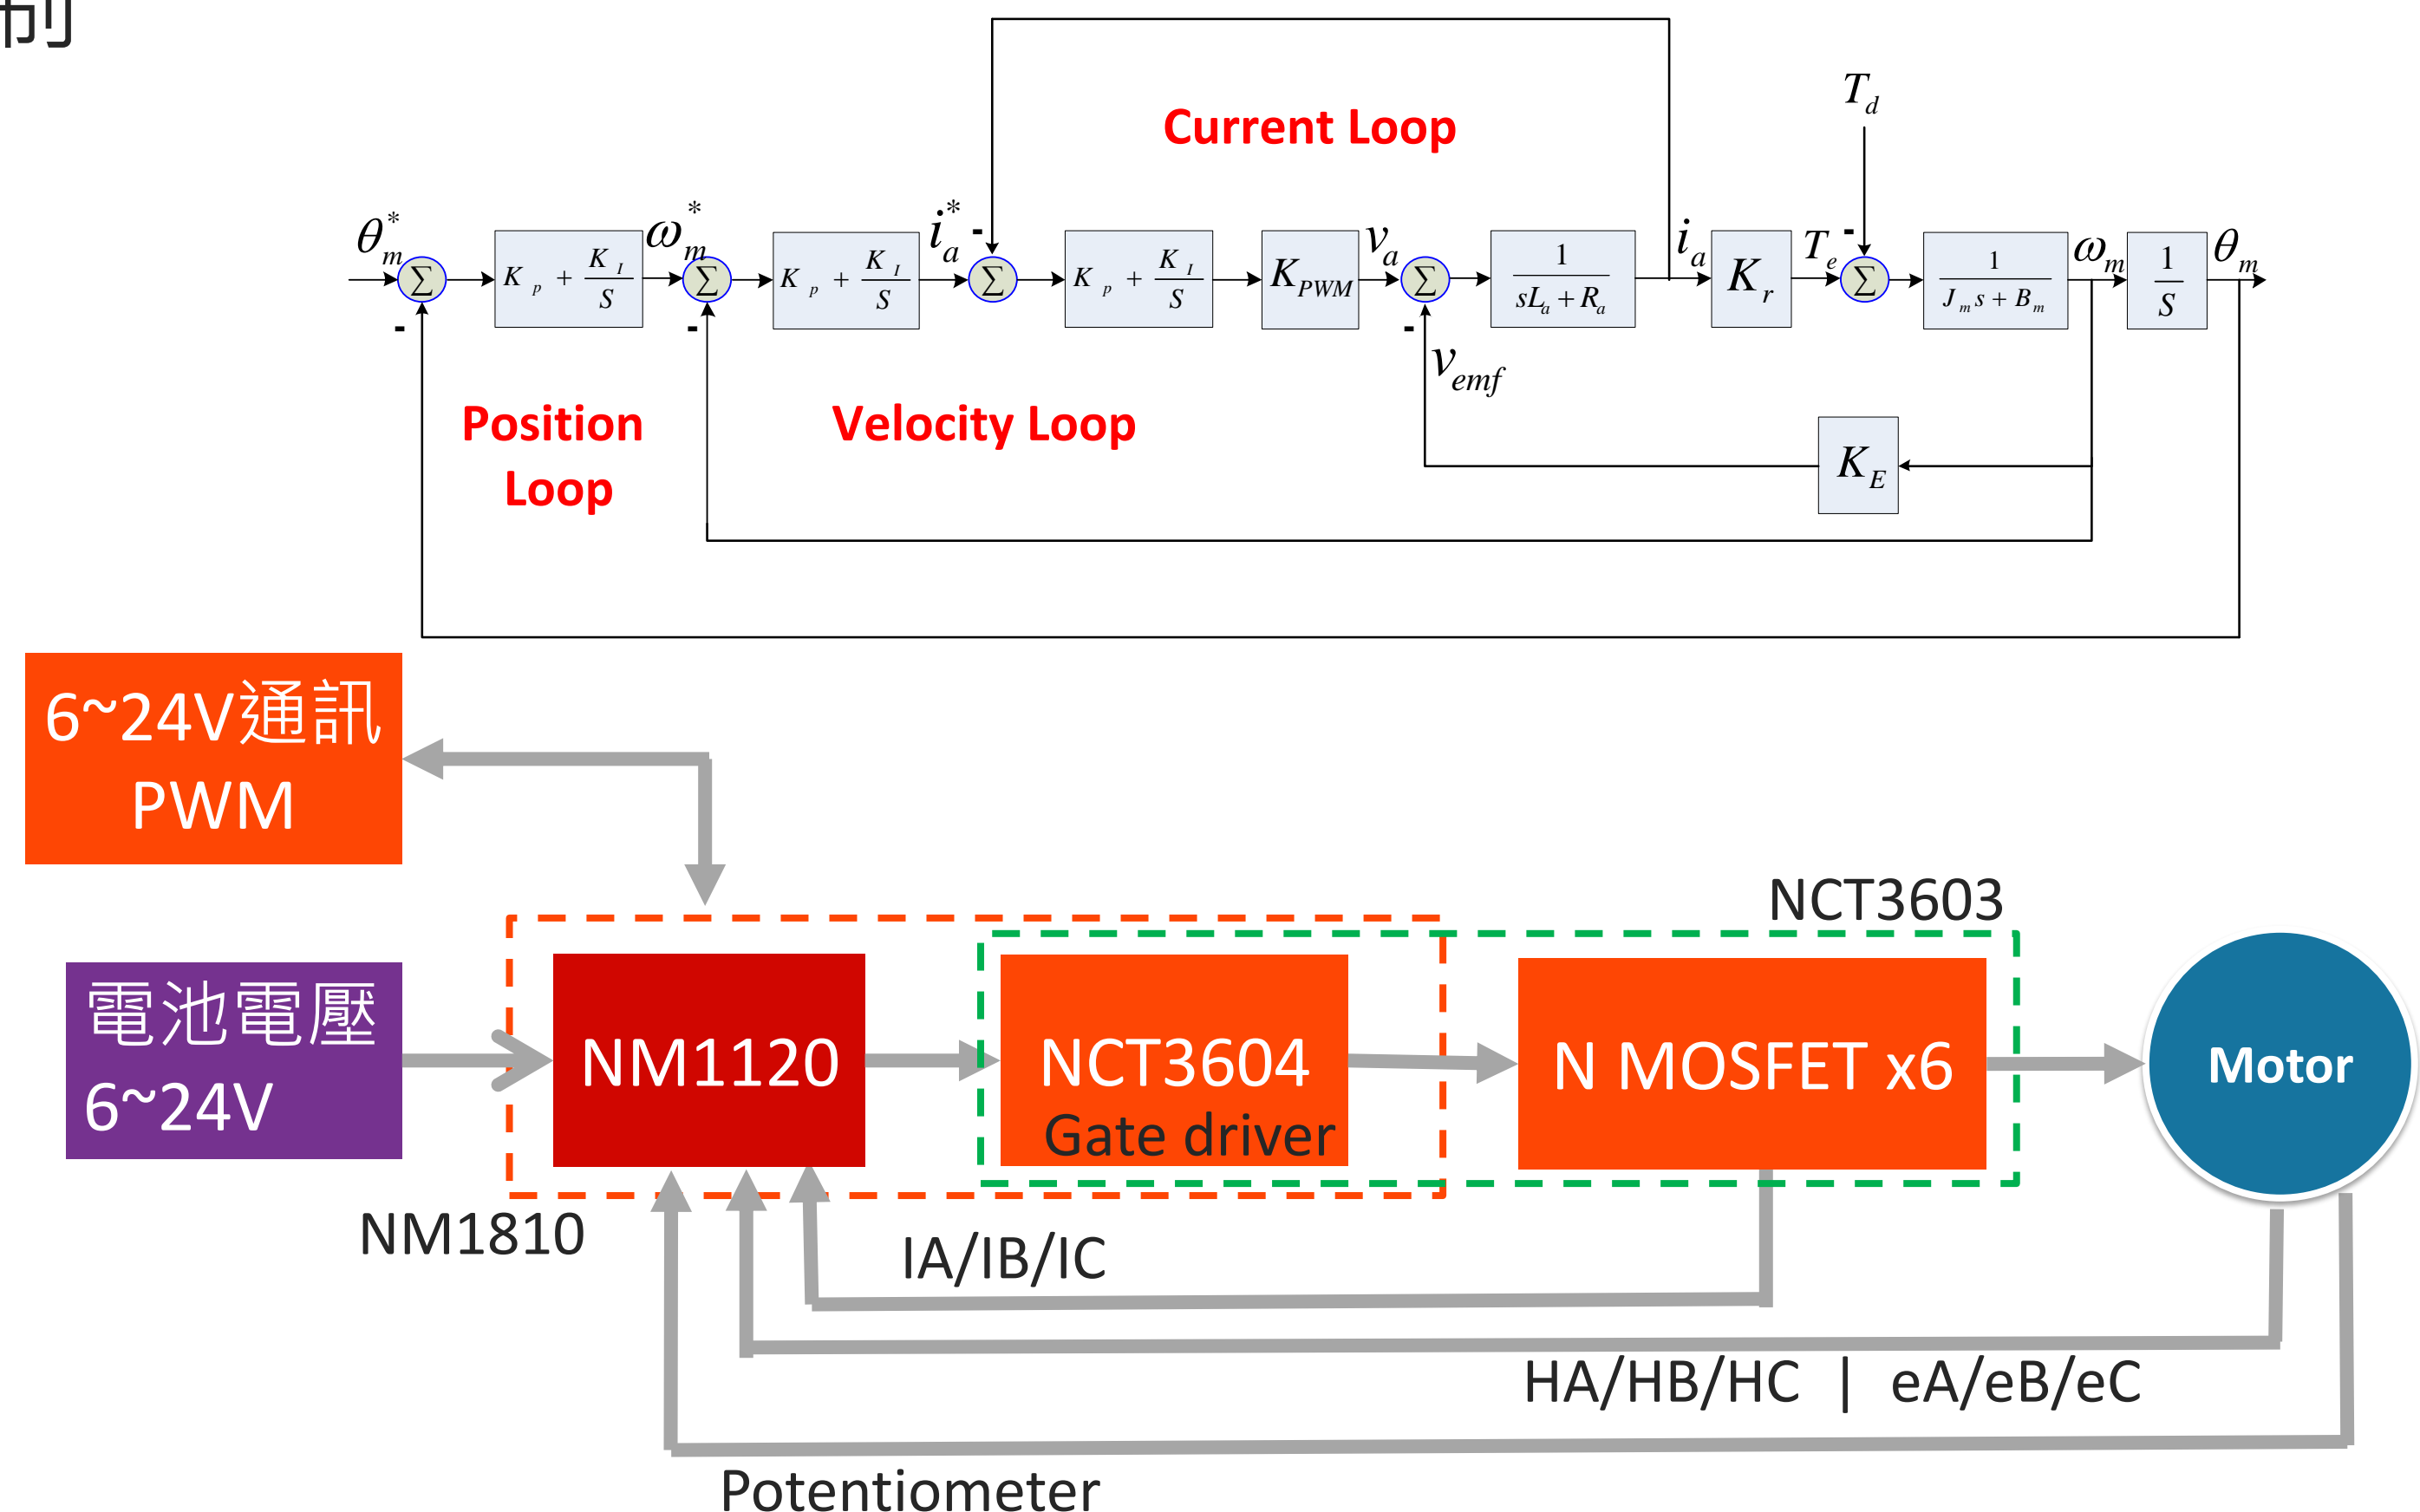 制
Current Loop
T_d
θ_m^*
K_p + K_I/S
ω_m^*
K_p + K_I/S
i_a^*
K_p + K_I/S
K_PWM
v_a
1/(sL_a + R_a)
i_a
K_r
T_e
1/(J_m s + B_m)
ω_m
1/S
θ_m
v_emf
K_E
Position
Loop
Velocity Loop
6~24V通訊
PWM
電池電壓
6~24V
NM1120
NCT3604
Gate driver
NCT3603
N MOSFET x6
Motor
NM1810
IA/IB/IC
HA/HB/HC | eA/eB/eC
Potentiometer